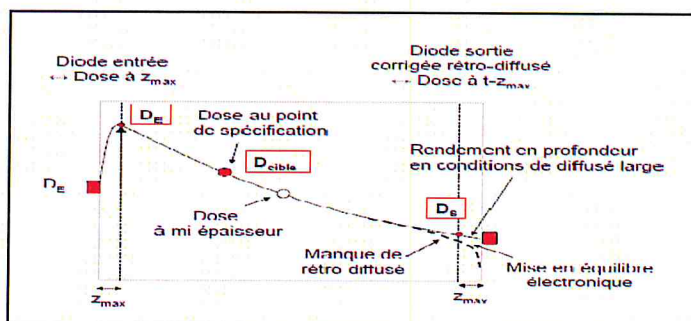 Diode entrée
↔ Dose à zmax
Diode sortie
corrigée rétro-diffusé
↔ Dose à t-zmax
DE
Dose au point
de spécification
Dcible
Rendement en profondeur
en conditions de diffusé large
DE
Dose
à mi épaisseur
DS
Manque de
rétro diffusé
Mise en équilibre
électronique
zmax
zmax